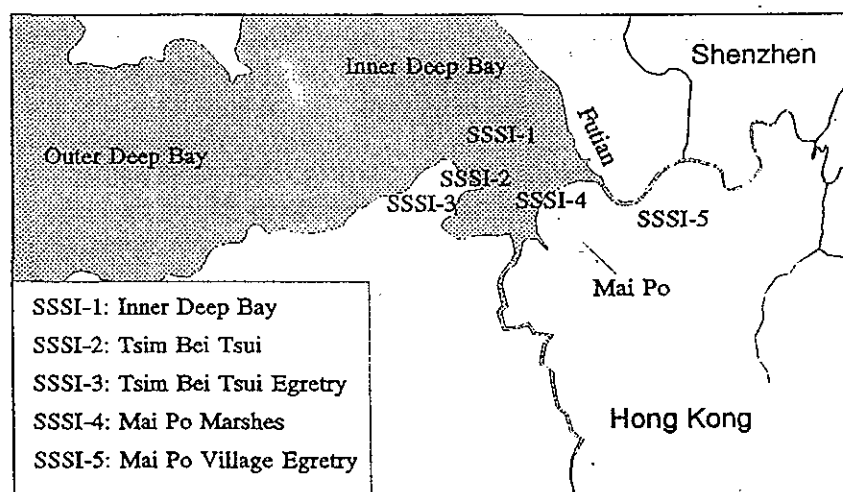 Shenzhen
Inner Deep Bay
Futian
SSSI-1
Outer Deep Bay
SSSI-2
SSSI-3
SSSI-4
SSSI-5
Mai Po
SSSI-1: Inner Deep Bay
SSSI-2: Tsim Bei Tsui
SSSI-3: Tsim Bei Tsui Egretry
SSSI-4: Mai Po Marshes
SSSI-5: Mai Po Village Egretry
Hong Kong